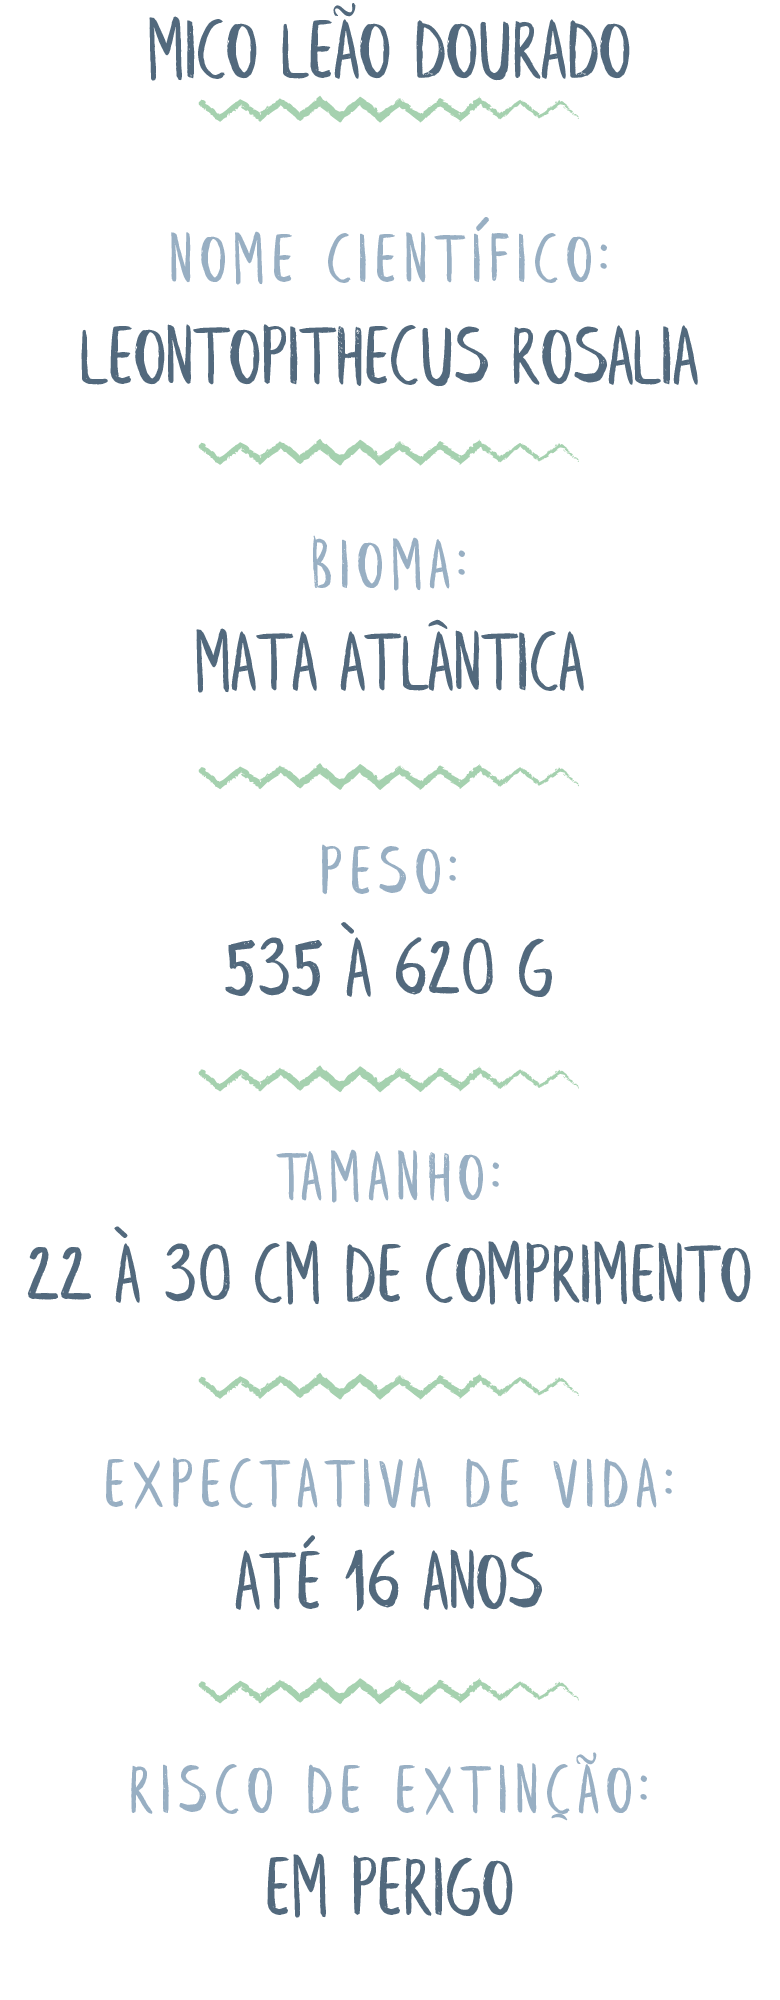 MICO LEÃO DOURADO
NOME CIENTÍFICO:
LEONTOPITHECUS ROSALIA
BIOMA:
MATA ATLÂNTICA
PESO:
535 À 620 G
TAMANHO:
22 À 30 CM DE COMPRIMENTO
EXPECTATIVA DE VIDA:
ATÉ 16 ANOS
RISCO DE EXTINÇÃO:
EM PERIGO